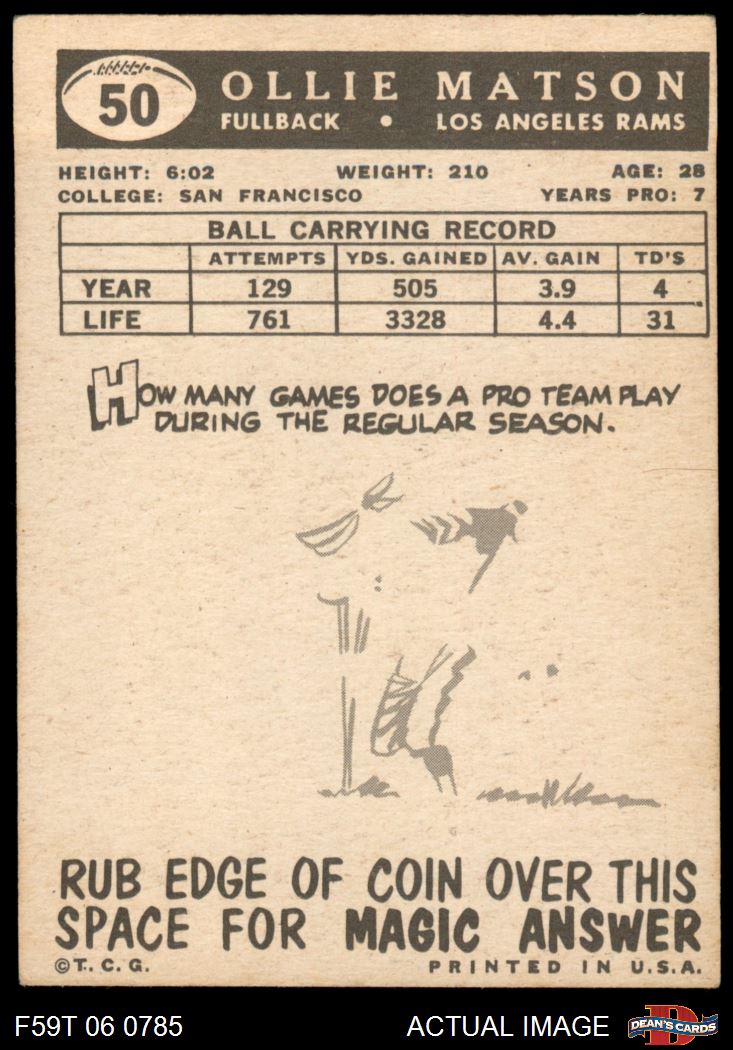 50
OLLIE MATSON
FULLBACK • LOS ANGELES RAMS
HEIGHT: 6:02 WEIGHT: 210 AGE: 28
COLLEGE: SAN FRANCISCO YEARS PRO: 7
BALL CARRYING RECORD
ATTEMPTS YDS. GAINED AV. GAIN TD'S
YEAR 129 505 3.9 4
LIFE 761 3328 4.4 31
HOW MANY GAMES DOES A PRO TEAM PLAY
DURING THE REGULAR SEASON.
RUB EDGE OF COIN OVER THIS
SPACE FOR MAGIC ANSWER
©T.C.G. PRINTED IN U.S.A.
F59T 06 0785 ACTUAL IMAGE DEAN'S CARDS